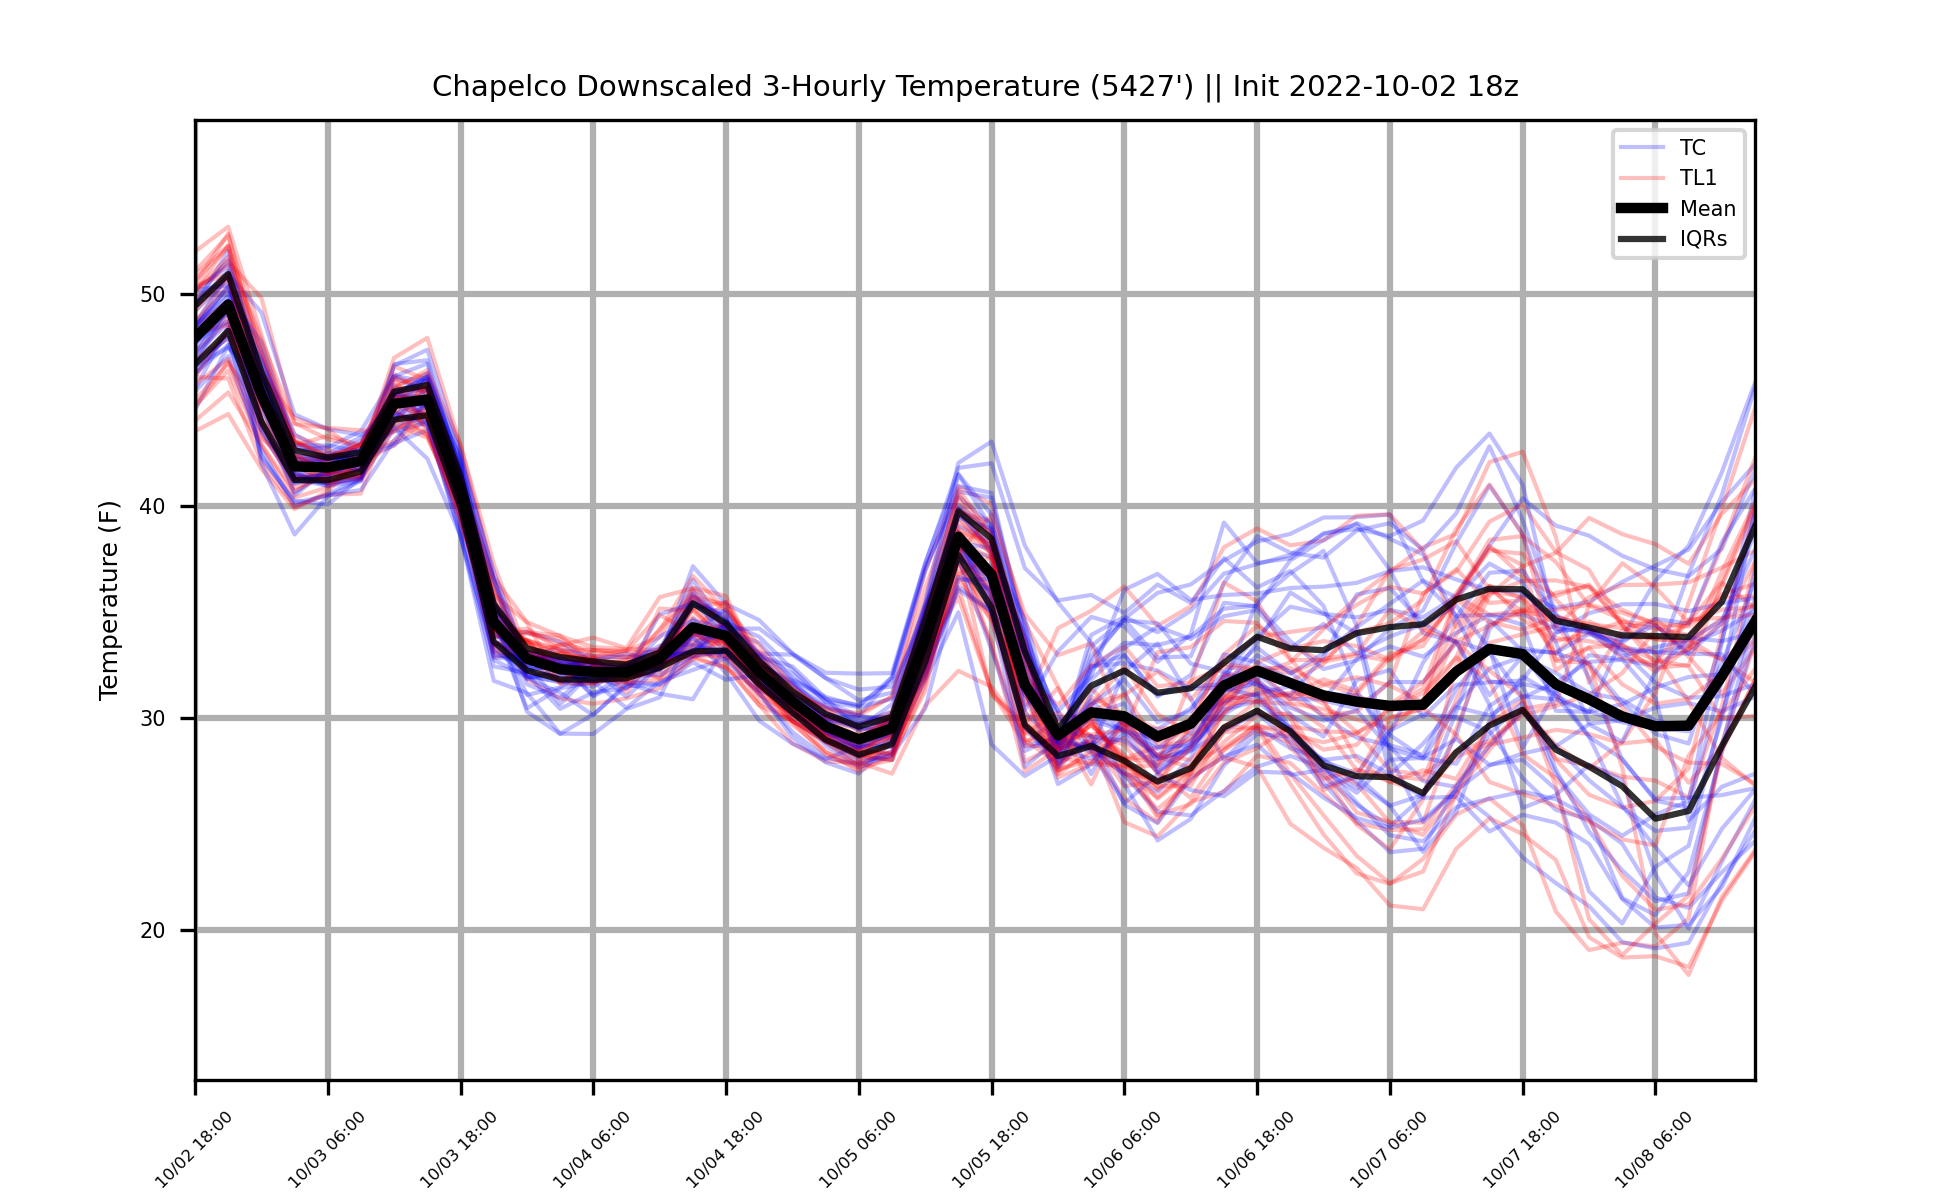 Chapelco Downscaled 3-Hourly Temperature (5427') || Init 2022-10-02 18z
TC
TL1
Mean
IQRs
Temperature (F)
50
40
30
20
10/02 18:00
10/03 06:00
10/03 18:00
10/04 06:00
10/04 18:00
10/05 06:00
10/05 18:00
10/06 06:00
10/06 18:00
10/07 06:00
10/07 18:00
10/08 06:00